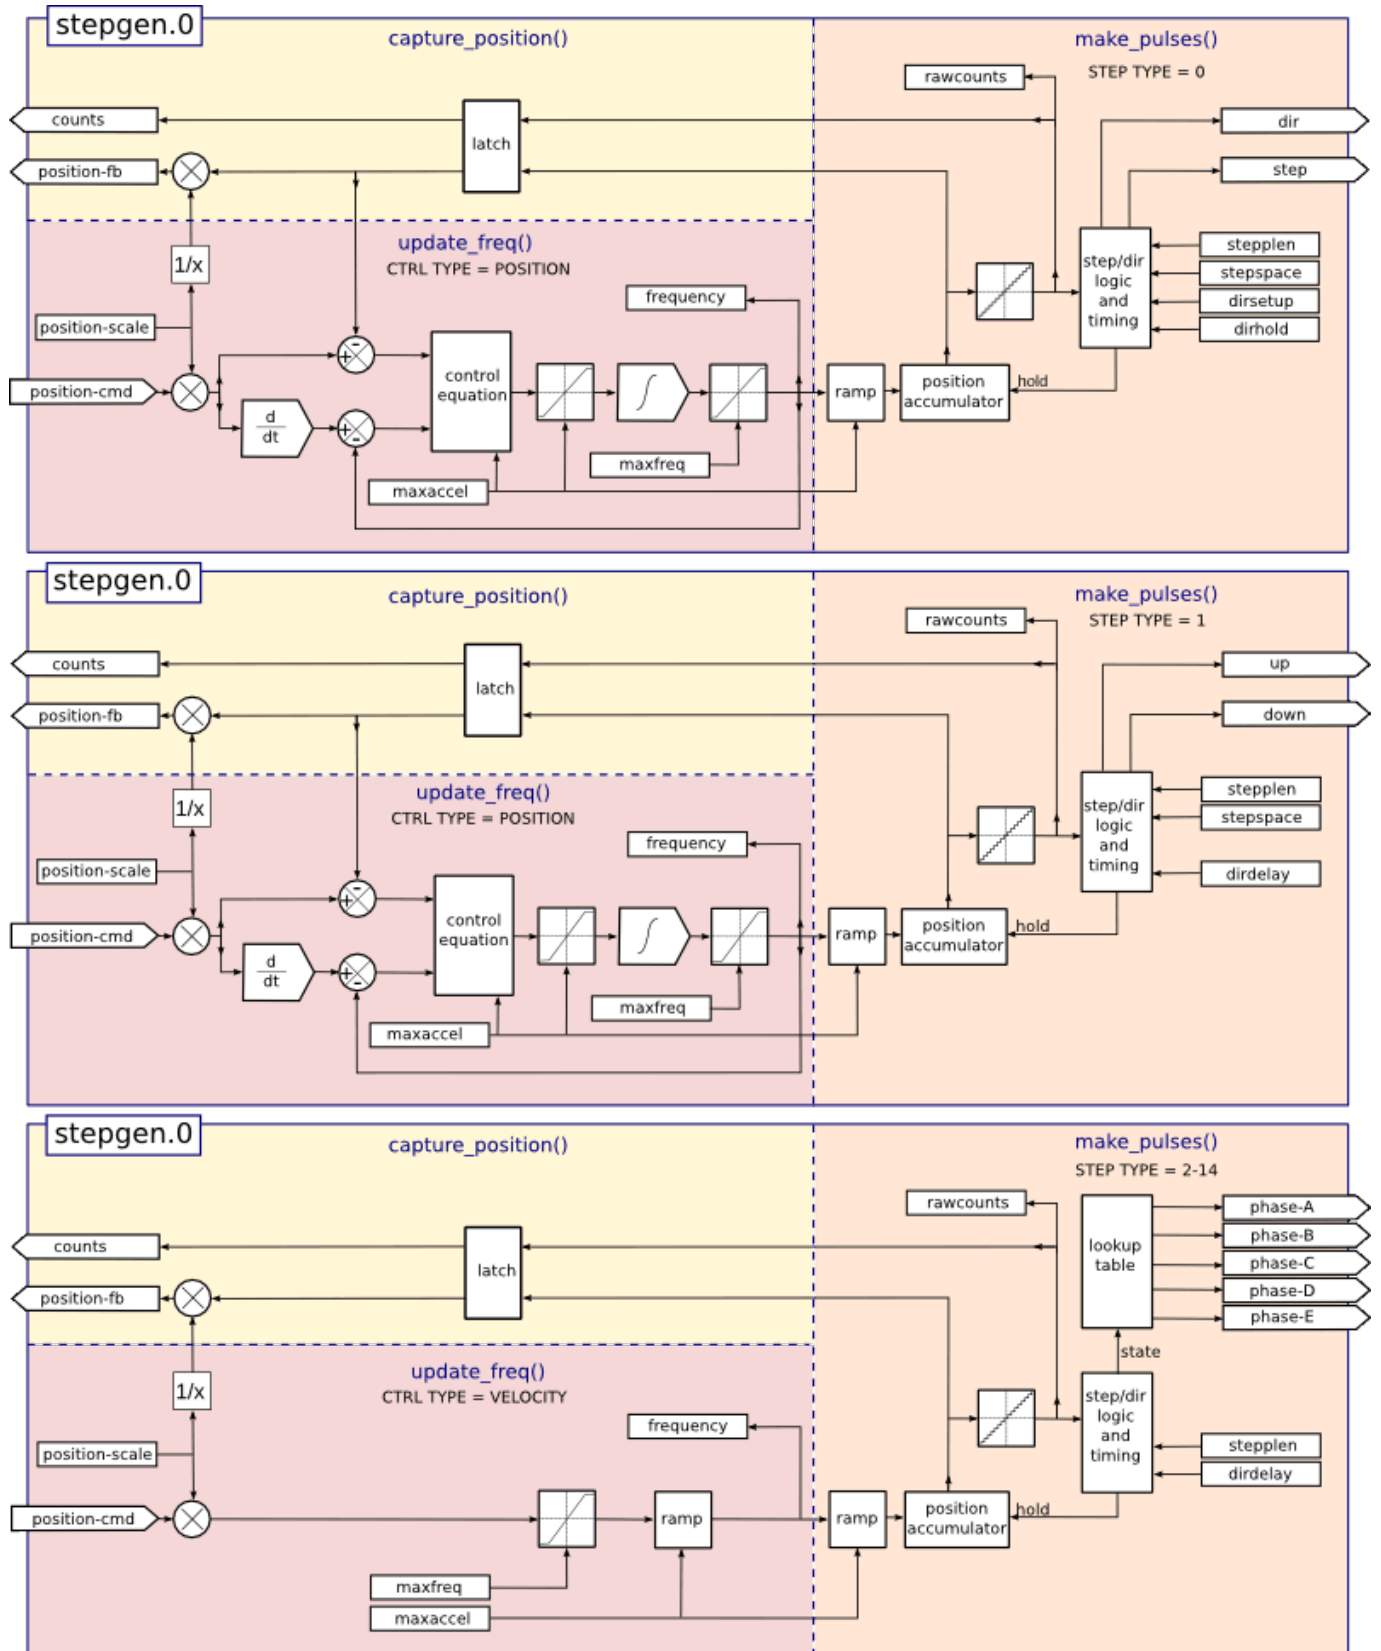 stepgen.0
capture_position()
make_pulses()
STEP TYPE = 0
rawcounts
counts
latch
dir
position-fb
step
update_freq()
CTRL TYPE = POSITION
1/x
frequency
step/dir
logic
and
timing
stepplen
stepspace
dirsetup
dirhold
position-scale
position-cmd
d
dt
control
equation
∫
maxfreq
maxaccel
ramp
position
accumulator
hold
stepgen.0
capture_position()
make_pulses()
STEP TYPE = 1
rawcounts
counts
latch
up
position-fb
down
update_freq()
CTRL TYPE = POSITION
1/x
frequency
step/dir
logic
and
timing
stepplen
stepspace
dirdelay
position-scale
position-cmd
d
dt
control
equation
∫
maxfreq
maxaccel
ramp
position
accumulator
hold
stepgen.0
capture_position()
make_pulses()
STEP TYPE = 2-14
rawcounts
counts
latch
lookup
table
phase-A
phase-B
phase-C
phase-D
phase-E
position-fb
state
update_freq()
CTRL TYPE = VELOCITY
1/x
frequency
step/dir
logic
and
timing
stepplen
dirdelay
position-scale
position-cmd
ramp
maxfreq
maxaccel
ramp
position
accumulator
hold